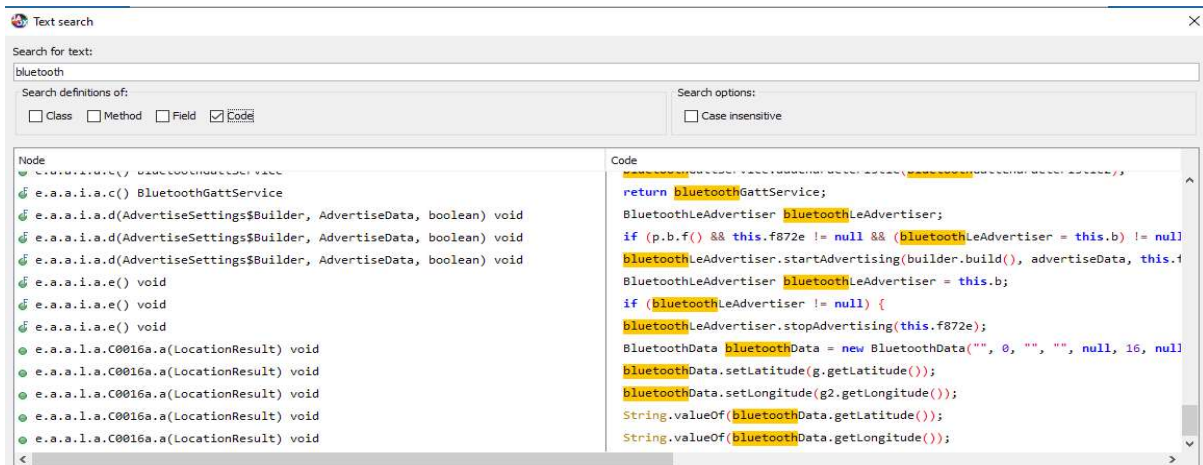 Text search
Search for text:
bluetooth
Search definitions of:
Class Method Field Code
Search options:
Case insensitive
Node Code
e.a.a.i.a.c() BluetoothGattService return bluetoothGattService;
e.a.a.i.a.d(AdvertiseSettings$Builder, AdvertiseData, boolean) void BluetoothLeAdvertiser bluetoothLeAdvertiser;
e.a.a.i.a.d(AdvertiseSettings$Builder, AdvertiseData, boolean) void if (p.b.f() && this.f872e != null && (bluetoothLeAdvertiser = this.b) != null
e.a.a.i.a.d(AdvertiseSettings$Builder, AdvertiseData, boolean) void bluetoothLeAdvertiser.startAdvertising(builder.build(), advertiseData, this.f
e.a.a.i.a.e() void BluetoothLeAdvertiser bluetoothLeAdvertiser = this.b;
e.a.a.i.a.e() void if (bluetoothLeAdvertiser != null) {
e.a.a.i.a.e() void bluetoothLeAdvertiser.stopAdvertising(this.f872e);
e.a.a.l.a.C0016a.a(LocationResult) void BluetoothData bluetoothData = new BluetoothData("", 0, "", "", null, 16, null
e.a.a.l.a.C0016a.a(LocationResult) void bluetoothData.setLatitude(g.getLatitude());
e.a.a.l.a.C0016a.a(LocationResult) void bluetoothData.setLongitude(g2.getLongitude());
e.a.a.l.a.C0016a.a(LocationResult) void String.valueOf(bluetoothData.getLatitude());
e.a.a.l.a.C0016a.a(LocationResult) void String.valueOf(bluetoothData.getLongitude());